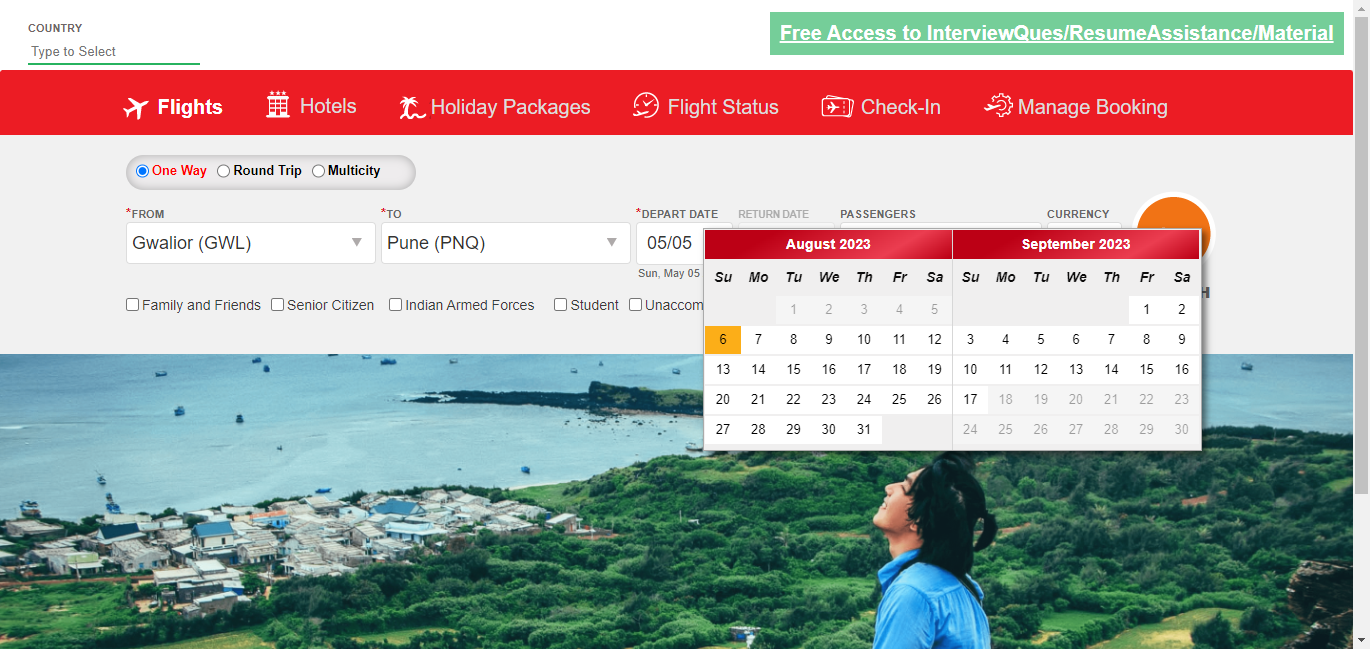 COUNTRY
Type to Select
Free Access to InterviewQues/ResumeAssistance/Material
Flights Hotels Holiday Packages Flight Status Check-In Manage Booking
One Way Round Trip Multicity
*FROM *TO *DEPART DATE RETURN DATE PASSENGERS CURRENCY
Gwalior (GWL) Pune (PNQ) 05/05
Sun, May 05
Family and Friends Senior Citizen Indian Armed Forces Student Unaccom
H
August 2023
Su Mo Tu We Th Fr Sa
1 2 3 4 5
6 7 8 9 10 11 12
13 14 15 16 17 18 19
20 21 22 23 24 25 26
27 28 29 30 31
September 2023
Su Mo Tu We Th Fr Sa
1 2
3 4 5 6 7 8 9
10 11 12 13 14 15 16
17 18 19 20 21 22 23
24 25 26 27 28 29 30